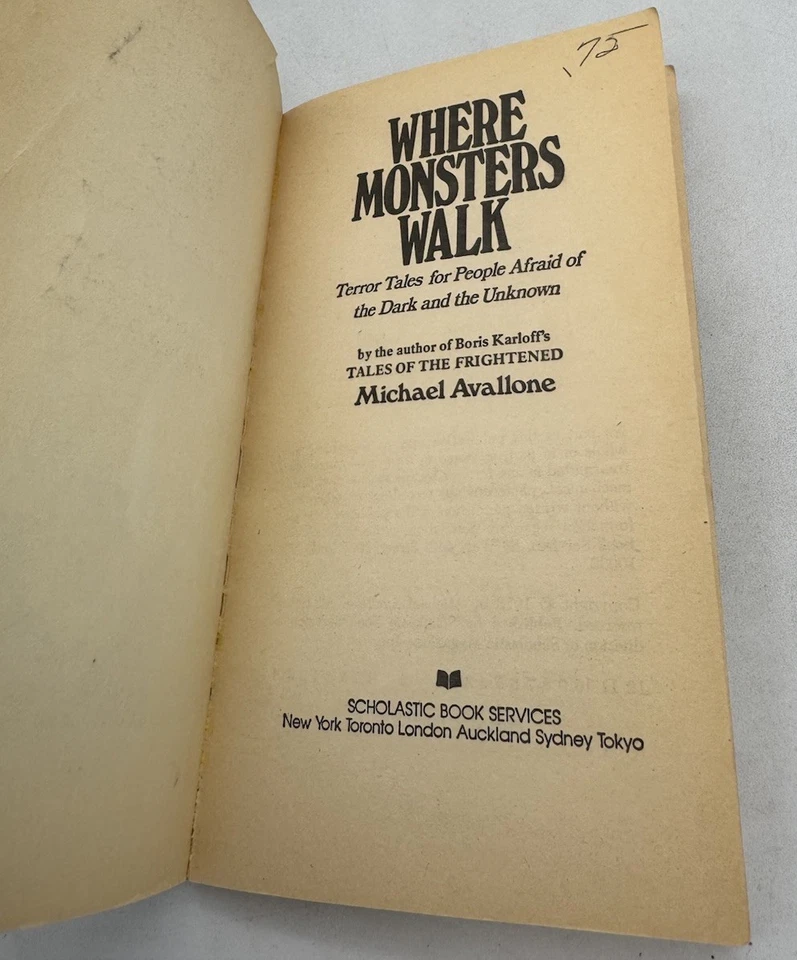 .75
WHERE
MONSTERS
WALK
Terror Tales for People Afraid of
the Dark and the Unknown
by the author of Boris Karloff's
TALES OF THE FRIGHTENED
Michael Avallone
SCHOLASTIC BOOK SERVICES
New York Toronto London Auckland Sydney Tokyo